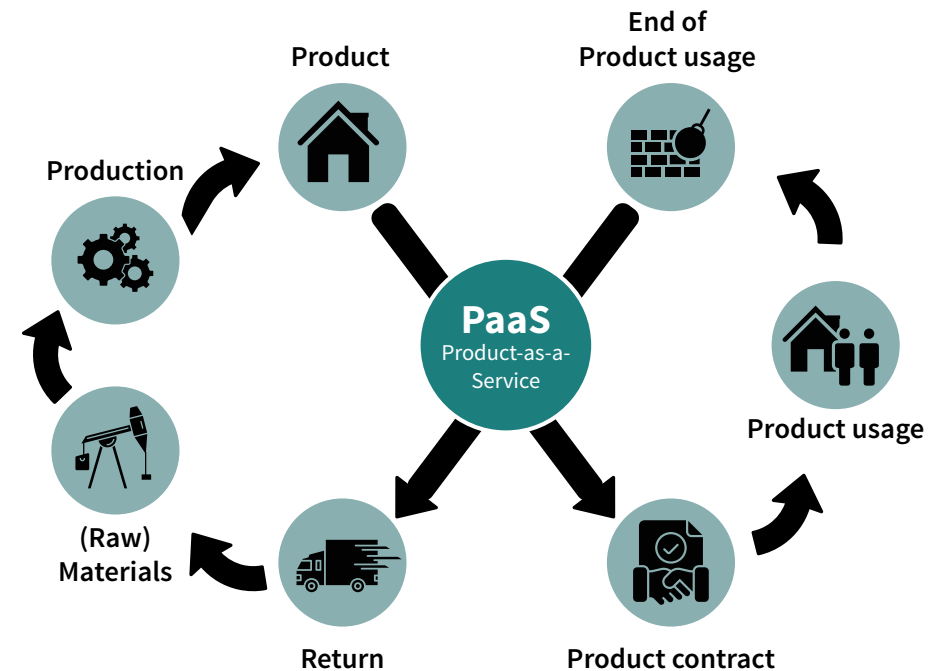 End of
Product usage
Product
Production
PaaS
Product-as-a-
Service
Product usage
(Raw)
Materials
Return
Product contract